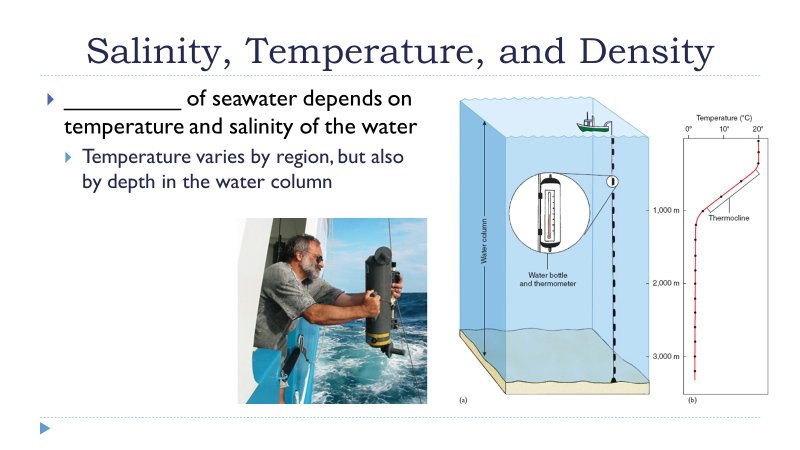 Salinity, Temperature, and Density
__________ of seawater depends on
temperature and salinity of the water
Temperature varies by region, but also
by depth in the water column
Water column
Water bottle
and thermometer
(a)
Temperature (°C)
0° 10° 20°
Thermocline
1,000 m
2,000 m
3,000 m
(b)